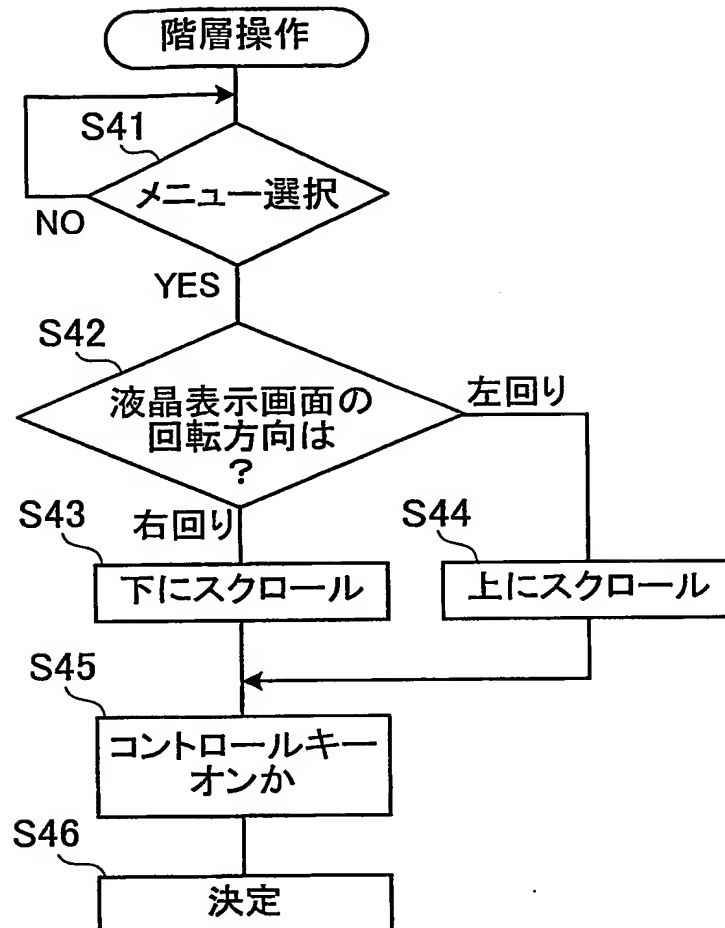 階層操作
S41
メニュー選択
NO
YES
S42
液晶表示画面の
回転方向は
?
左回り
右回り
S43
下にスクロール
S44
上にスクロール
S45
コントロールキー
オンか
S46
決定